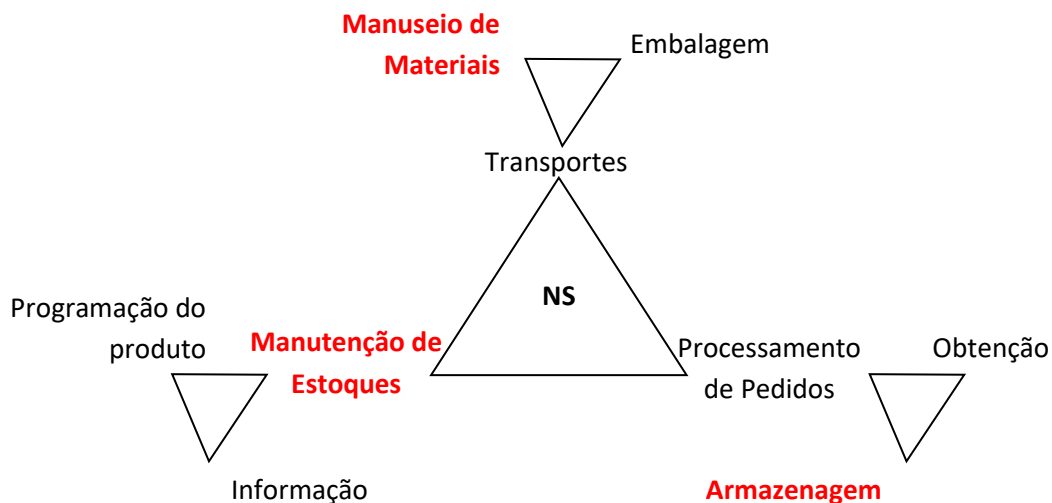 Manuseio de
Materiais
Embalagem
Transportes
NS
Programação do
produto
Manutenção de
Estoques
Processamento
de Pedidos
Obtenção
Informação
Armazenagem